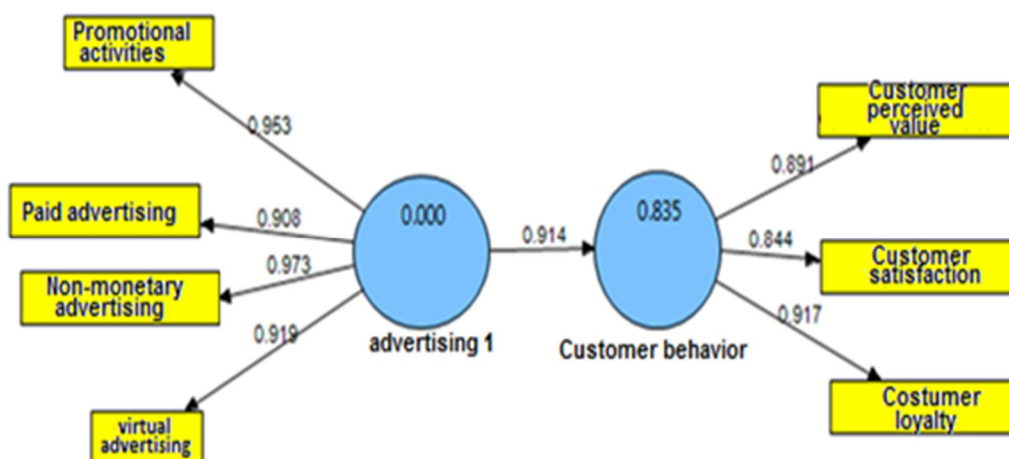 Promotional
activities
0.953
Paid advertising
0.908
Non-monetary
advertising
0.973
0.919
virtual
advertising
0.000
advertising 1
0.914
0.835
Customer behavior
Customer
perceived
value
0.891
0.844
Customer
satisfaction
0.917
Costumer
loyalty